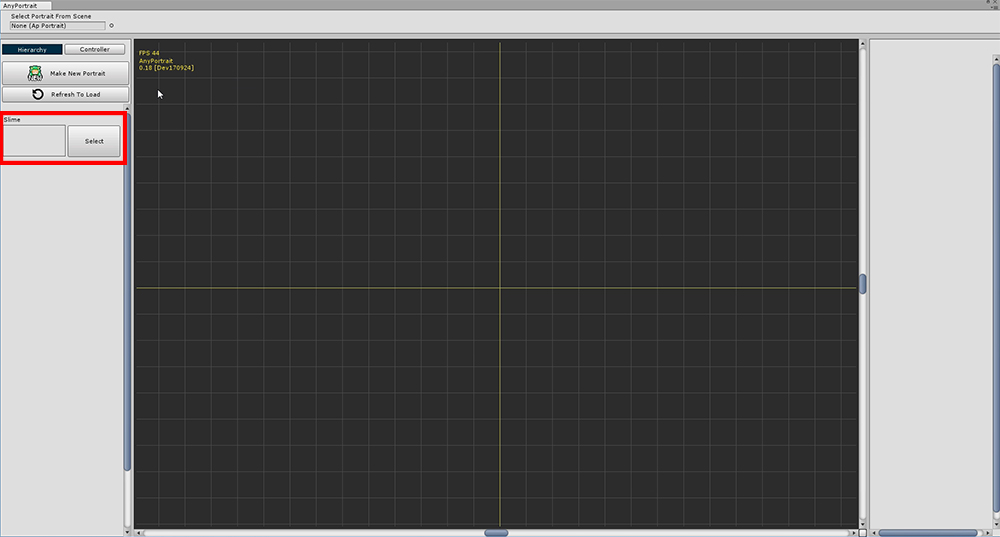 AnyPortrait
Select Portrait From Scene
None (Ap Portrait)
Hierarchy
Controller
NEW
Make New Portrait
Refresh To Load
Slime
Select
FPS 44
AnyPortrait
0.18 [Dev170924]